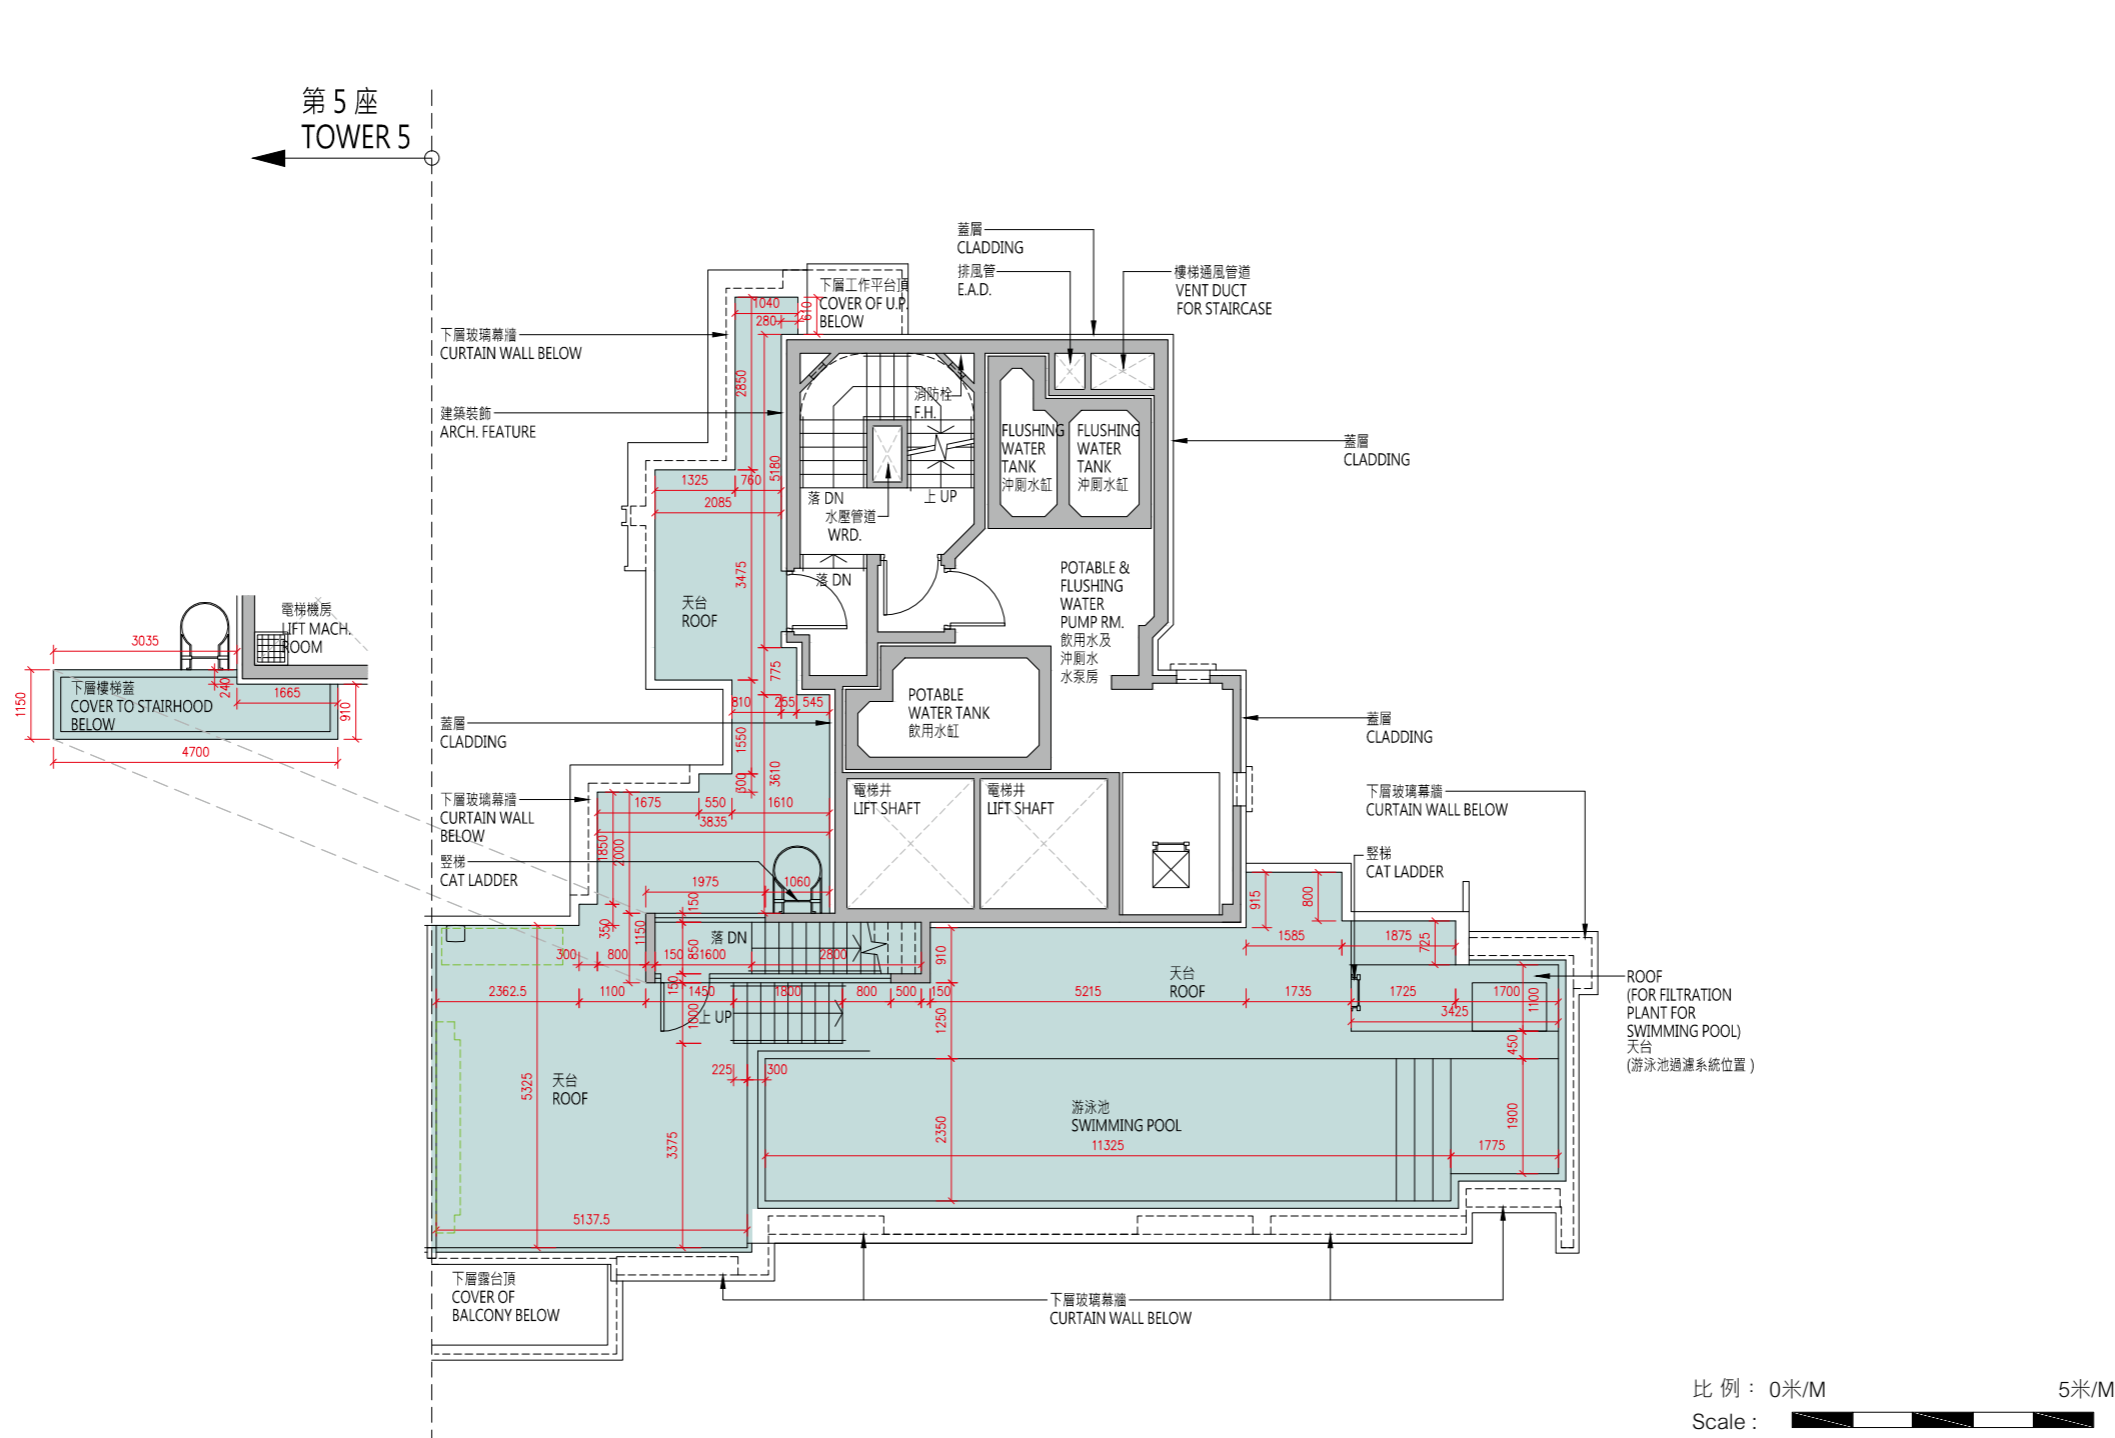 第 5 座
TOWER 5
蓋層
CLADDING
排風管
E.A.D.
樓梯通風管道
VENT DUCT
FOR STAIRCASE
下層工作平台頂
COVER OF U.P.
BELOW
1040
280
610
下層玻璃幕牆
CURTAIN WALL BELOW
2850
建築裝飾
ARCH. FEATURE
消防栓
F.H.
FLUSHING
WATER
TANK
沖廁水缸
FLUSHING
WATER
TANK
沖廁水缸
蓋層
CLADDING
5180
1325
760
2085
落 DN
上 UP
水壓管道
WRD.
3475
落 DN
POTABLE &
FLUSHING
WATER
PUMP RM.
飲用水及
沖廁水
水泵房
天台
ROOF
電梯機房
LIFT MACH.
ROOM
3035
下層樓梯蓋
COVER TO STAIRHOOD
BELOW
240
1665
1150
910
4700
775
810
255
545
POTABLE
WATER TANK
飲用水缸
蓋層
CLADDING
蓋層
CLADDING
1550
300
3610
下層玻璃幕牆
CURTAIN WALL
BELOW
1675
550
1610
3835
電梯井
LIFT SHAFT
電梯井
LIFT SHAFT
下層玻璃幕牆
CURTAIN WALL BELOW
1850
2000
豎梯
CAT LADDER
豎梯
CAT LADDER
1975
1060
150
915
800
350
1150
落 DN
850
300
800
150
1600
2800
910
1585
1875
725
天台
ROOF
ROOF
(FOR FILTRATION
PLANT FOR
SWIMMING POOL)
天台
(游泳池過濾系統位置 )
2362.5
1100
150
1450
1800
800
500
150
5215
1735
1725
1700
3425
1100
上 UP
1000
1250
450
225
300
天台
ROOF
5325
3375
游泳池
SWIMMING POOL
2350
11325
1900
1775
5137.5
下層露台頂
COVER OF
BALCONY BELOW
下層玻璃幕牆
CURTAIN WALL BELOW
比 例 : 0米/M 5米/M
Scale :